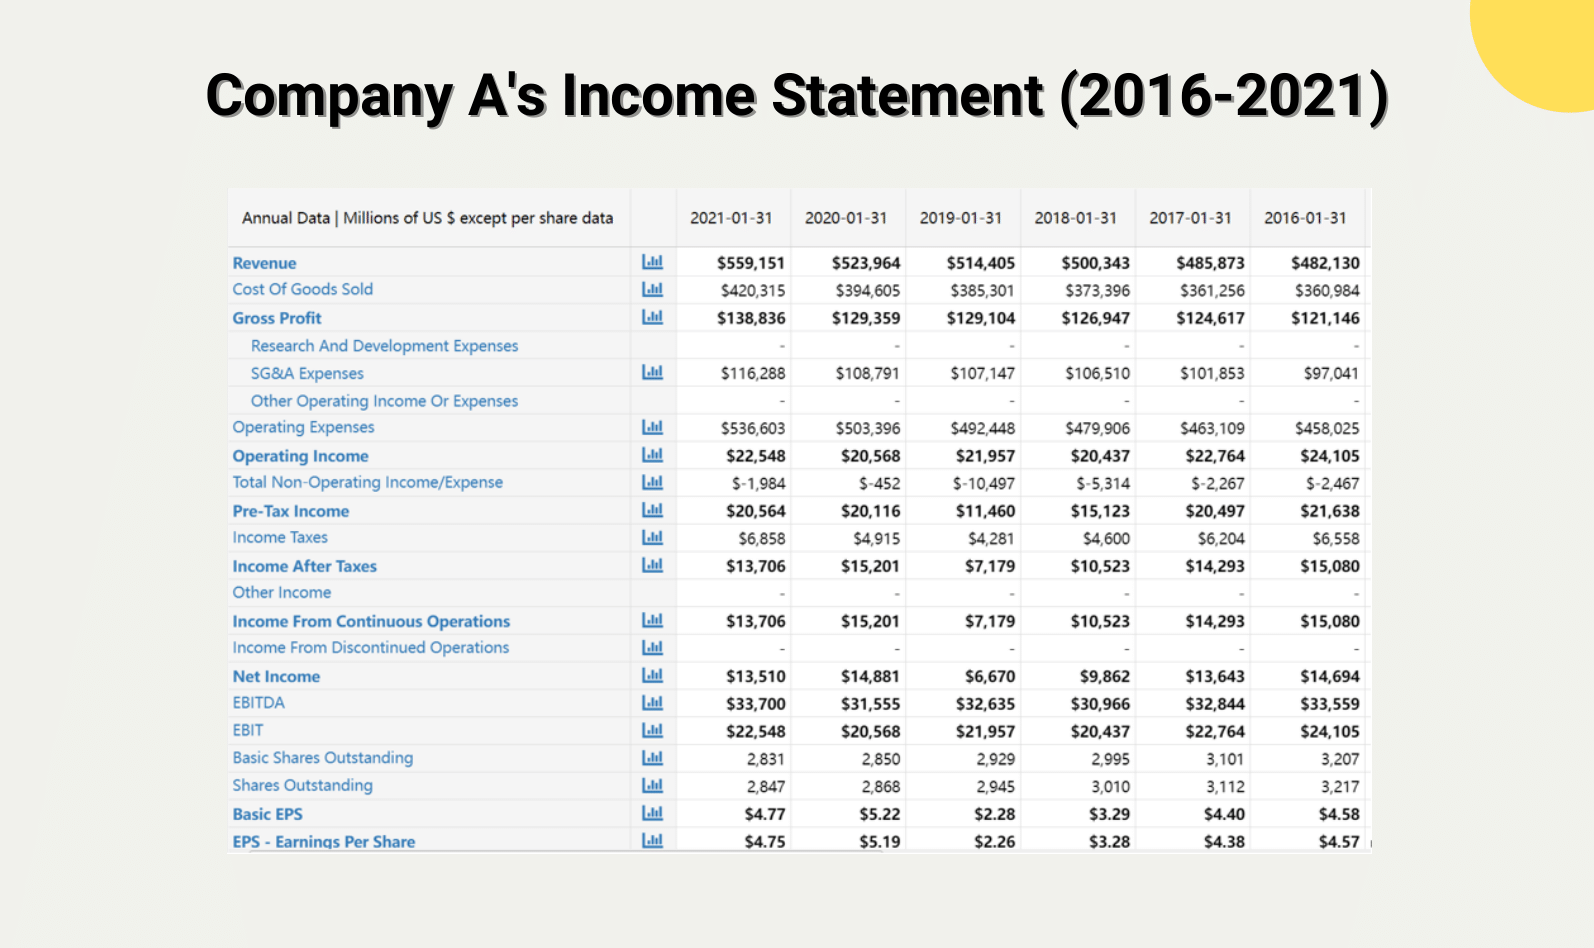 Company A's Income Statement (2016-2021)
Annual Data | Millions of US $ except per share data 2021-01-31 2020-01-31 2019-01-31 2018-01-31 2017-01-31 2016-01-31
Revenue $559,151 $523,964 $514,405 $500,343 $485,873 $482,130
Cost Of Goods Sold $420,315 $394,605 $385,301 $373,396 $361,256 $360,984
Gross Profit $138,836 $129,359 $129,104 $126,947 $124,617 $121,146
Research And Development Expenses - - - - - -
SG&A Expenses $116,288 $108,791 $107,147 $106,510 $101,853 $97,041
Other Operating Income Or Expenses - - - - - -
Operating Expenses $536,603 $503,396 $492,448 $479,906 $463,109 $458,025
Operating Income $22,548 $20,568 $21,957 $20,437 $22,764 $24,105
Total Non-Operating Income/Expense $-1,984 $-452 $-10,497 $-5,314 $-2,267 $-2,467
Pre-Tax Income $20,564 $20,116 $11,460 $15,123 $20,497 $21,638
Income Taxes $6,858 $4,915 $4,281 $4,600 $6,204 $6,558
Income After Taxes $13,706 $15,201 $7,179 $10,523 $14,293 $15,080
Other Income - - - - - -
Income From Continuous Operations $13,706 $15,201 $7,179 $10,523 $14,293 $15,080
Income From Discontinued Operations - - - - - -
Net Income $13,510 $14,881 $6,670 $9,862 $13,643 $14,694
EBITDA $33,700 $31,555 $32,635 $30,966 $32,844 $33,559
EBIT $22,548 $20,568 $21,957 $20,437 $22,764 $24,105
Basic Shares Outstanding 2,831 2,850 2,929 2,995 3,101 3,207
Shares Outstanding 2,847 2,868 2,945 3,010 3,112 3,217
Basic EPS $4.77 $5.22 $2.28 $3.29 $4.40 $4.58
EPS - Earnings Per Share $4.75 $5.19 $2.26 $3.28 $4.38 $4.57